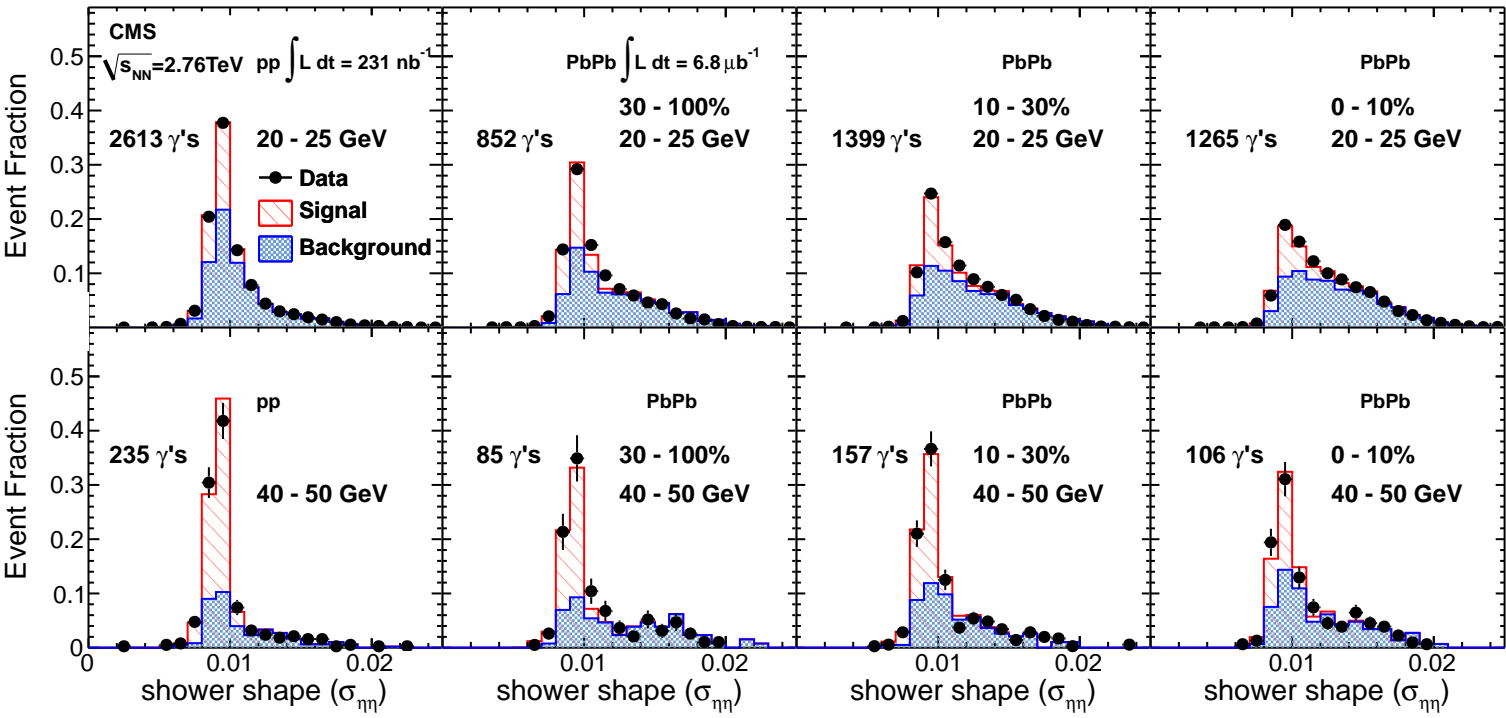 CMS
√s_NN=2.76TeV pp ∫L dt = 231 nb⁻¹
2613 γ's 20 - 25 GeV
Data
Signal
Background
Event Fraction
0.5
0.4
0.3
0.2
0.1
PbPb ∫L dt = 6.8 μb⁻¹
30 - 100%
852 γ's 20 - 25 GeV
PbPb
10 - 30%
1399 γ's 20 - 25 GeV
PbPb
0 - 10%
1265 γ's 20 - 25 GeV
Event Fraction
0.5
0.4
0.3
0.2
0.1
0
pp
235 γ's
40 - 50 GeV
0 0.01 0.02
shower shape (σ_ηη)
PbPb
85 γ's 30 - 100%
40 - 50 GeV
0.01 0.02
shower shape (σ_ηη)
PbPb
157 γ's 10 - 30%
40 - 50 GeV
0.01 0.02
shower shape (σ_ηη)
PbPb
106 γ's 0 - 10%
40 - 50 GeV
0.01 0.02
shower shape (σ_ηη)